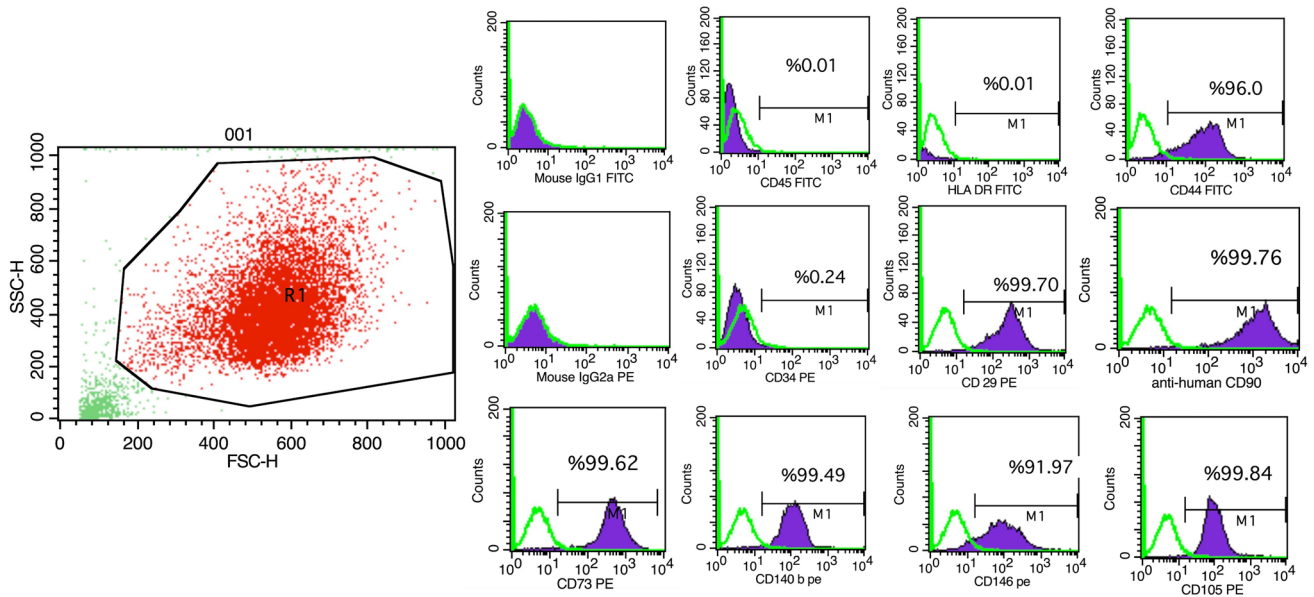 001
1000
800
600
400
200
0
SSC-H
R1
0 200 400 600 800 1000
FSC-H
200
0
Counts
10⁰ 10¹ 10² 10³ 10⁴
Mouse IgG1 FITC
200
160
120
80
40
0
Counts
%0.01
M1
10⁰ 10¹ 10² 10³ 10⁴
CD45 FITC
200
160
120
80
40
0
Counts
%0.01
M1
10⁰ 10¹ 10² 10³ 10⁴
HLA DR FITC
200
160
120
80
40
0
Counts
%96.0
M1
10⁰ 10¹ 10² 10³ 10⁴
CD44 FITC
200
0
Counts
10⁰ 10¹ 10² 10³ 10⁴
Mouse IgG2a PE
200
160
120
80
40
0
Counts
%0.24
M1
10⁰ 10¹ 10² 10³ 10⁴
CD34 PE
200
160
120
80
40
0
Counts
%99.70
M1
10⁰ 10¹ 10² 10³ 10⁴
CD 29 PE
200
0
Counts
%99.76
M1
10⁰ 10¹ 10² 10³ 10⁴
anti-human CD90
200
0
Counts
%99.62
M1
10⁰ 10¹ 10² 10³ 10⁴
CD73 PE
200
0
Counts
%99.49
M1
10⁰ 10¹ 10² 10³ 10⁴
CD140 b pe
200
0
Counts
%91.97
M1
10⁰ 10¹ 10² 10³ 10⁴
CD146 pe
200
0
Counts
%99.84
M1
10⁰ 10¹ 10² 10³ 10⁴
CD105 PE